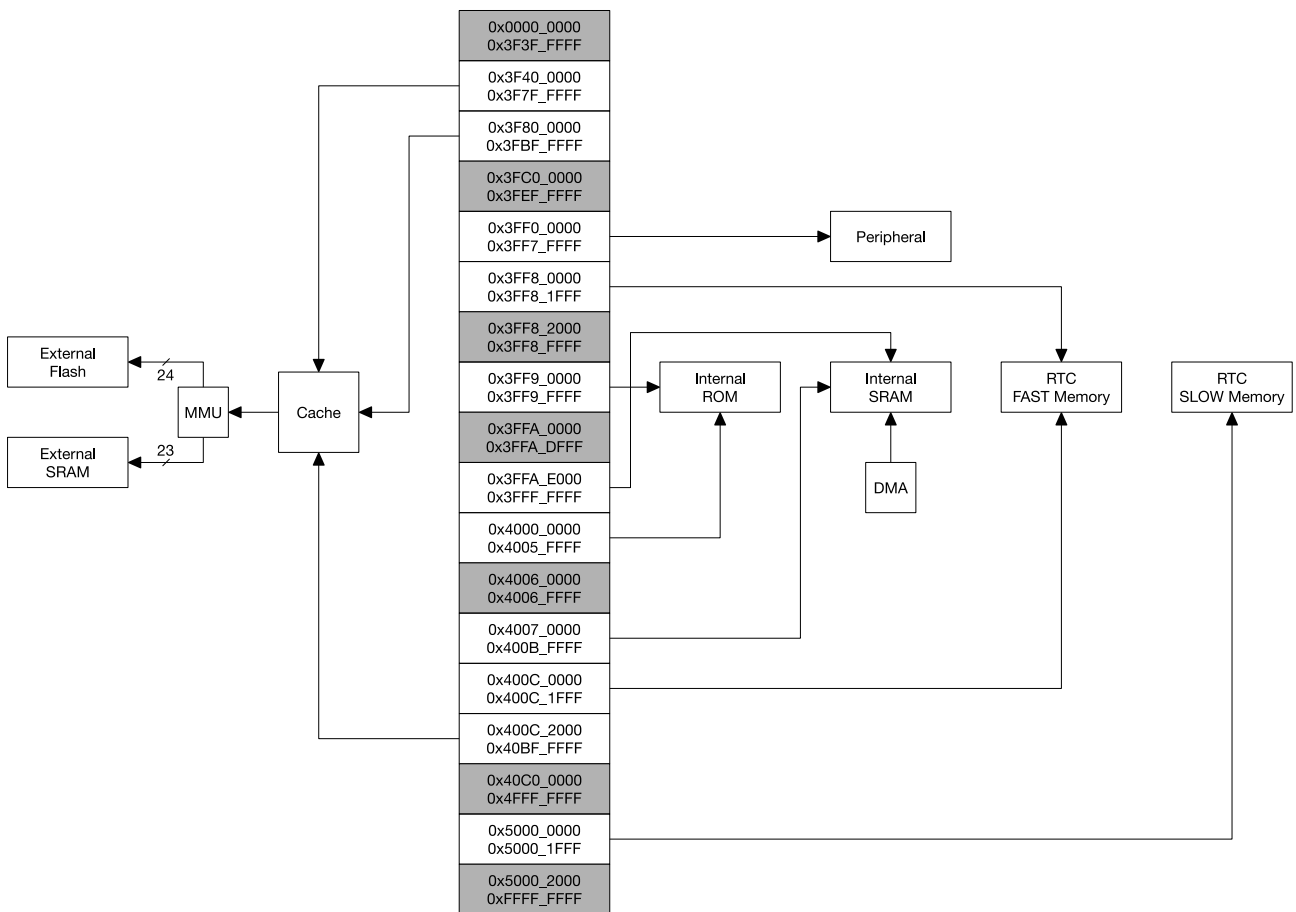 0x0000_0000
0x3F3F_FFFF
0x3F40_0000
0x3F7F_FFFF
0x3F80_0000
0x3FBF_FFFF
0x3FC0_0000
0x3FEF_FFFF
0x3FF0_0000
0x3FF7_FFFF
Peripheral
0x3FF8_0000
0x3FF8_1FFF
0x3FF8_2000
0x3FF8_FFFF
External
Flash
24
MMU
Cache
External
SRAM
23
0x3FF9_0000
0x3FF9_FFFF
Internal
ROM
Internal
SRAM
RTC
FAST Memory
RTC
SLOW Memory
0x3FFA_0000
0x3FFA_DFFF
0x3FFA_E000
0x3FFF_FFFF
DMA
0x4000_0000
0x4005_FFFF
0x4006_0000
0x4006_FFFF
0x4007_0000
0x400B_FFFF
0x400C_0000
0x400C_1FFF
0x400C_2000
0x40BF_FFFF
0x40C0_0000
0x4FFF_FFFF
0x5000_0000
0x5000_1FFF
0x5000_2000
0xFFFF_FFFF